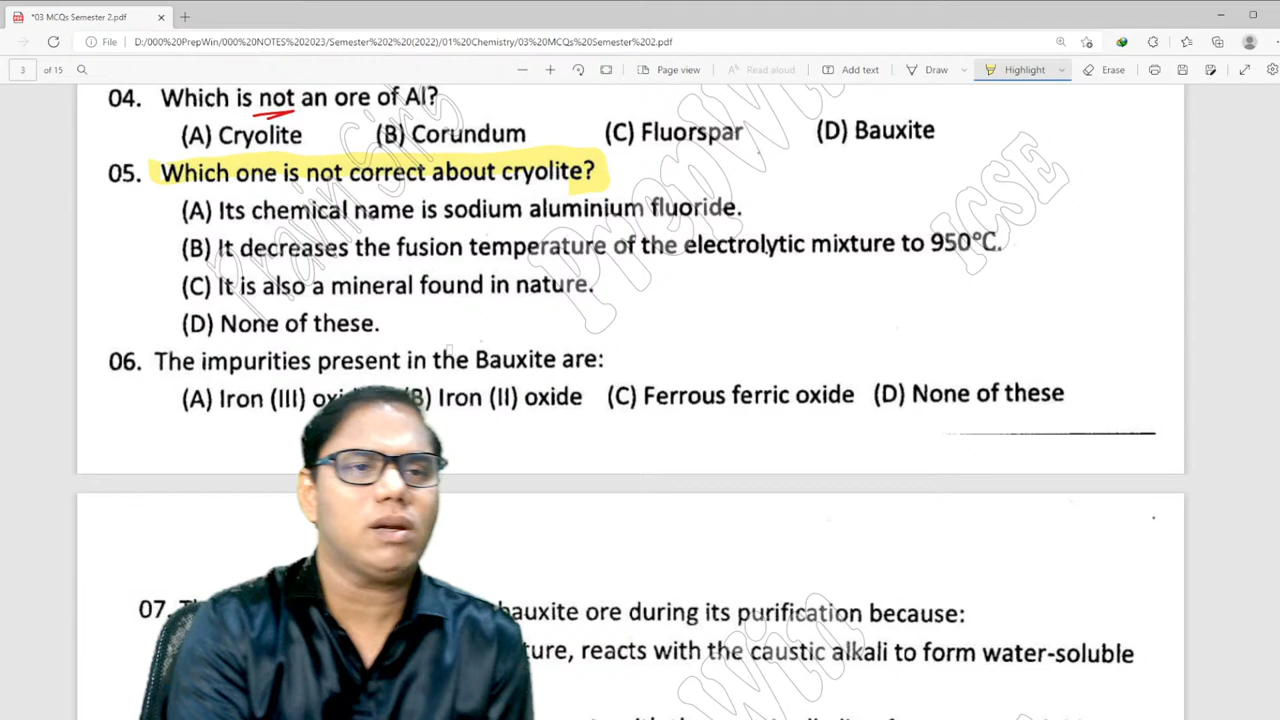 *03 MCQs Semester 2.pdf
File D:/000%20PrepWin/000%20NOTES%202023/Semester%202%20(2022)/01%20Chemistry/03%20MCQs%20Semester%202.pdf
3 of 15 Page view Read aloud Add text Draw Highlight Erase
04. Which is not an ore of Al?
(A) Cryolite (B) Corundum (C) Fluorspar (D) Bauxite
05. Which one is not correct about cryolite?
(A) Its chemical name is sodium aluminium fluoride.
(B) It decreases the fusion temperature of the electrolytic mixture to 950°C.
(C) It is also a mineral found in nature.
(D) None of these.
06. The impurities present in the Bauxite are:
(A) Iron (III) (B) Iron (II) oxide (C) Ferrous ferric oxide (D) None of these
07. bauxite ore during its purification because:
reacts with the caustic alkali to form water-soluble
Pravin Sir
PrepWin
ICSE